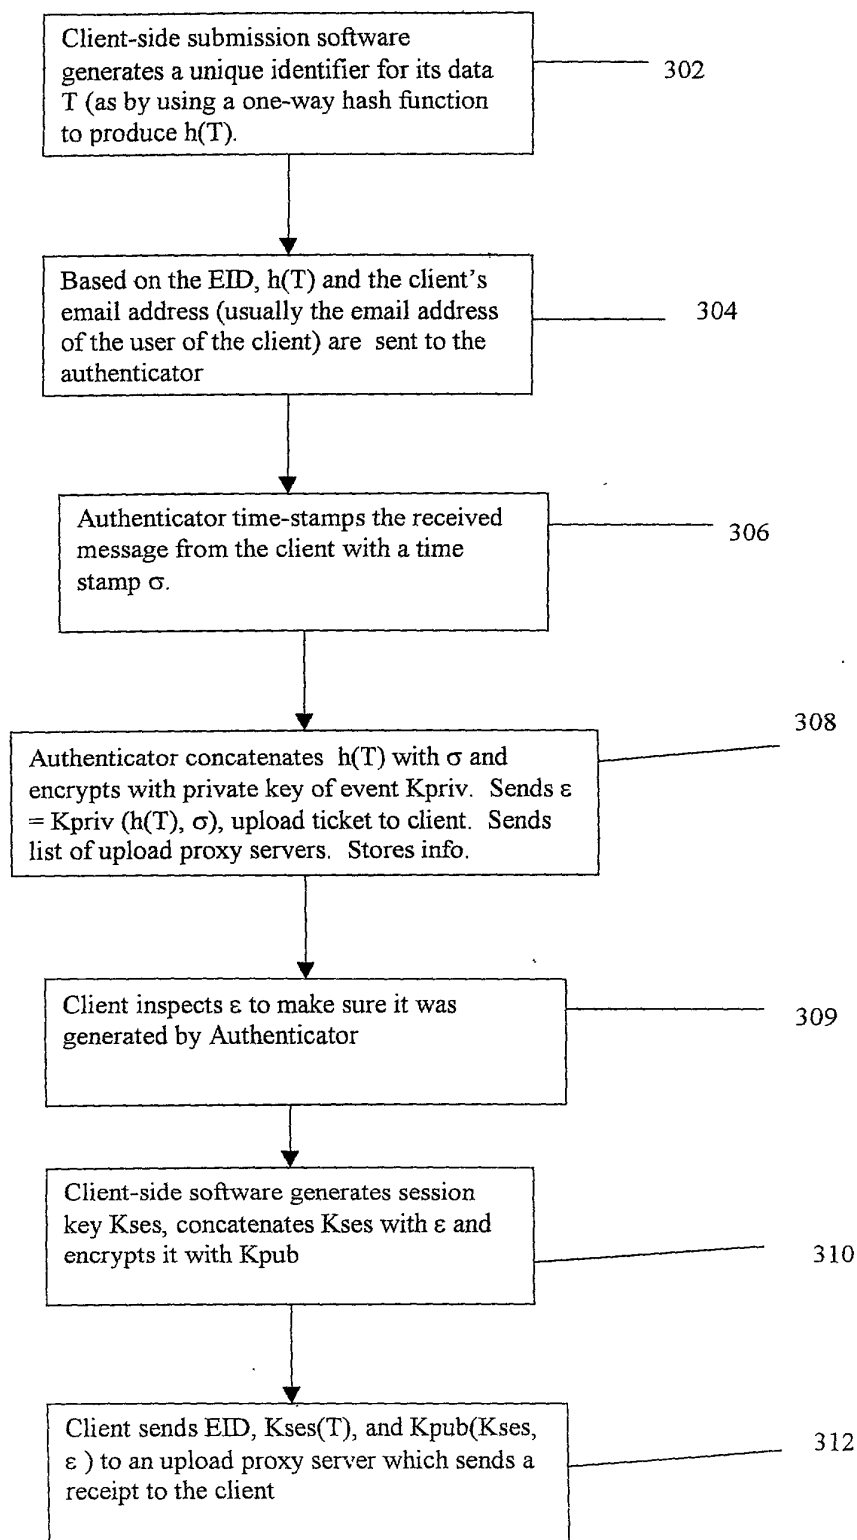 Client-side submission software
generates a unique identifier for its data
T (as by using a one-way hash function
to produce h(T).
302
Based on the EID, h(T) and the client's
email address (usually the email address
of the user of the client) are sent to the
authenticator
304
Authenticator time-stamps the received
message from the client with a time
stamp σ.
306
308
Authenticator concatenates h(T) with σ and
encrypts with private key of event Kpriv. Sends ε
= Kpriv (h(T), σ), upload ticket to client. Sends
list of upload proxy servers. Stores info.
Client inspects ε to make sure it was
generated by Authenticator
309
Client-side software generates session
key Kses, concatenates Kses with ε and
encrypts it with Kpub
310
Client sends EID, Kses(T), and Kpub(Kses,
ε ) to an upload proxy server which sends a
receipt to the client
312